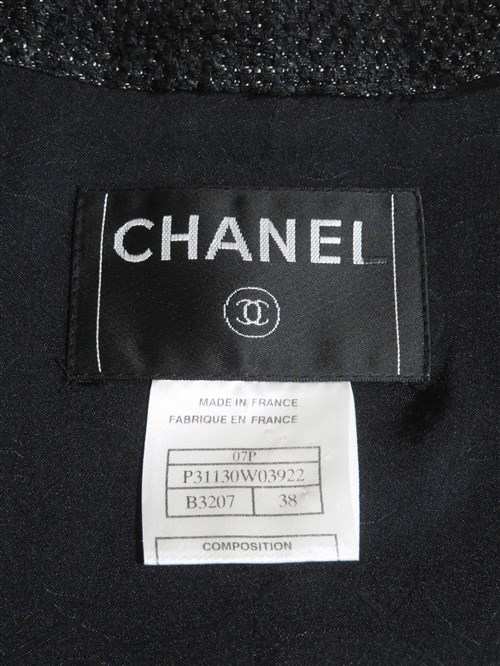 CHANEL
MADE IN FRANCE
FABRIQUE EN FRANCE
07P
P31130W03922
B3207 38
COMPOSITION